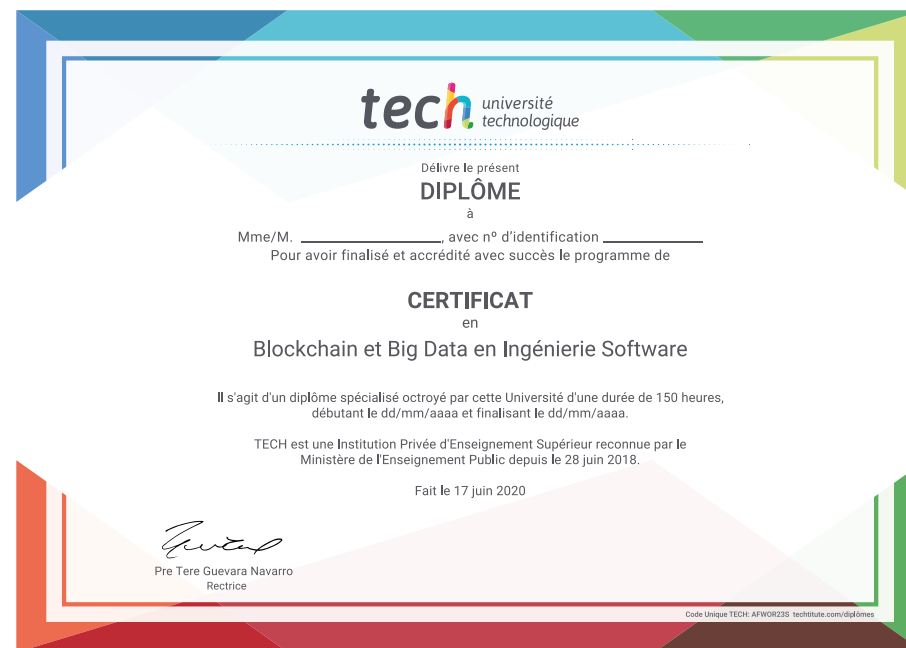 tech université
technologique
Délivre le présent
DIPLÔME
à
Mme/M. ____________________, avec nº d'identification ______________
Pour avoir finalisé et accrédité avec succès le programme de
CERTIFICAT
en
Blockchain et Big Data en Ingénierie Software
Il s'agit d'un diplôme spécialisé octroyé par cette Université d'une durée de 150 heures,
débutant le dd/mm/aaaa et finalisant le dd/mm/aaaa.
TECH est une Institution Privée d'Enseignement Supérieur reconnue par le
Ministère de l'Enseignement Public depuis le 28 juin 2018.
Fait le 17 juin 2020
Pre Tere Guevara Navarro
Rectrice
Code Unique TECH: AFWOR23S techtitute.com/diplômes